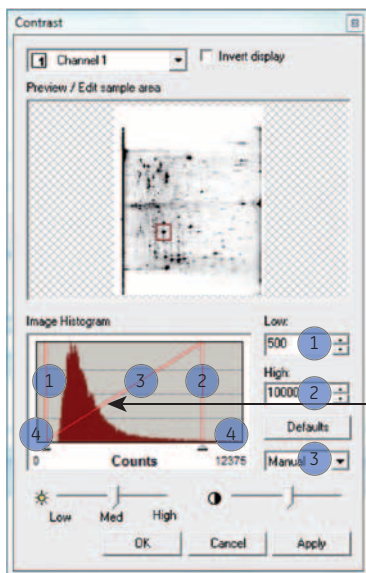 Contrast
1 Channel 1
Invert display
Preview / Edit sample area
Image Histogram
Low:
500 1
High:
10000 2
1 3 2
4 4
Defaults
0 Counts 12375
Manual 3
Low Med High
OK Cancel Apply